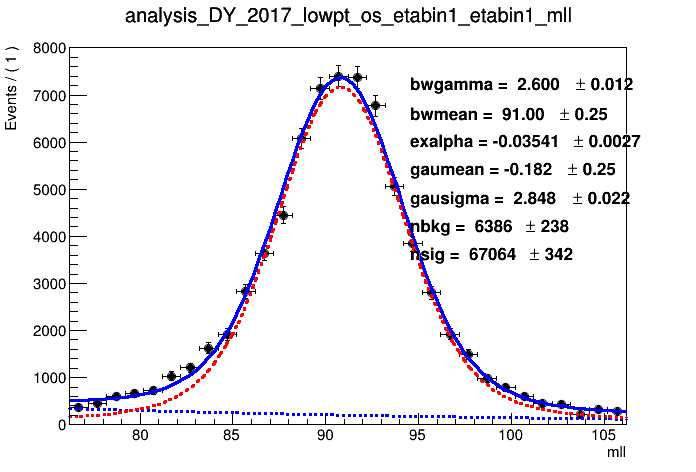 analysis_DY_2017_lowpt_os_etabin1_etabin1_mll
Events / ( 1 )
8000
7000
6000
5000
4000
3000
2000
1000
0
bwgamma = 2.600 ± 0.012
bwmean = 91.00 ± 0.25
exalpha = -0.03541 ± 0.0027
gaumean = -0.182 ± 0.25
gausigma = 2.848 ± 0.022
nbkg = 6386 ± 238
nsig = 67064 ± 342
80 85 90 95 100 105
mll